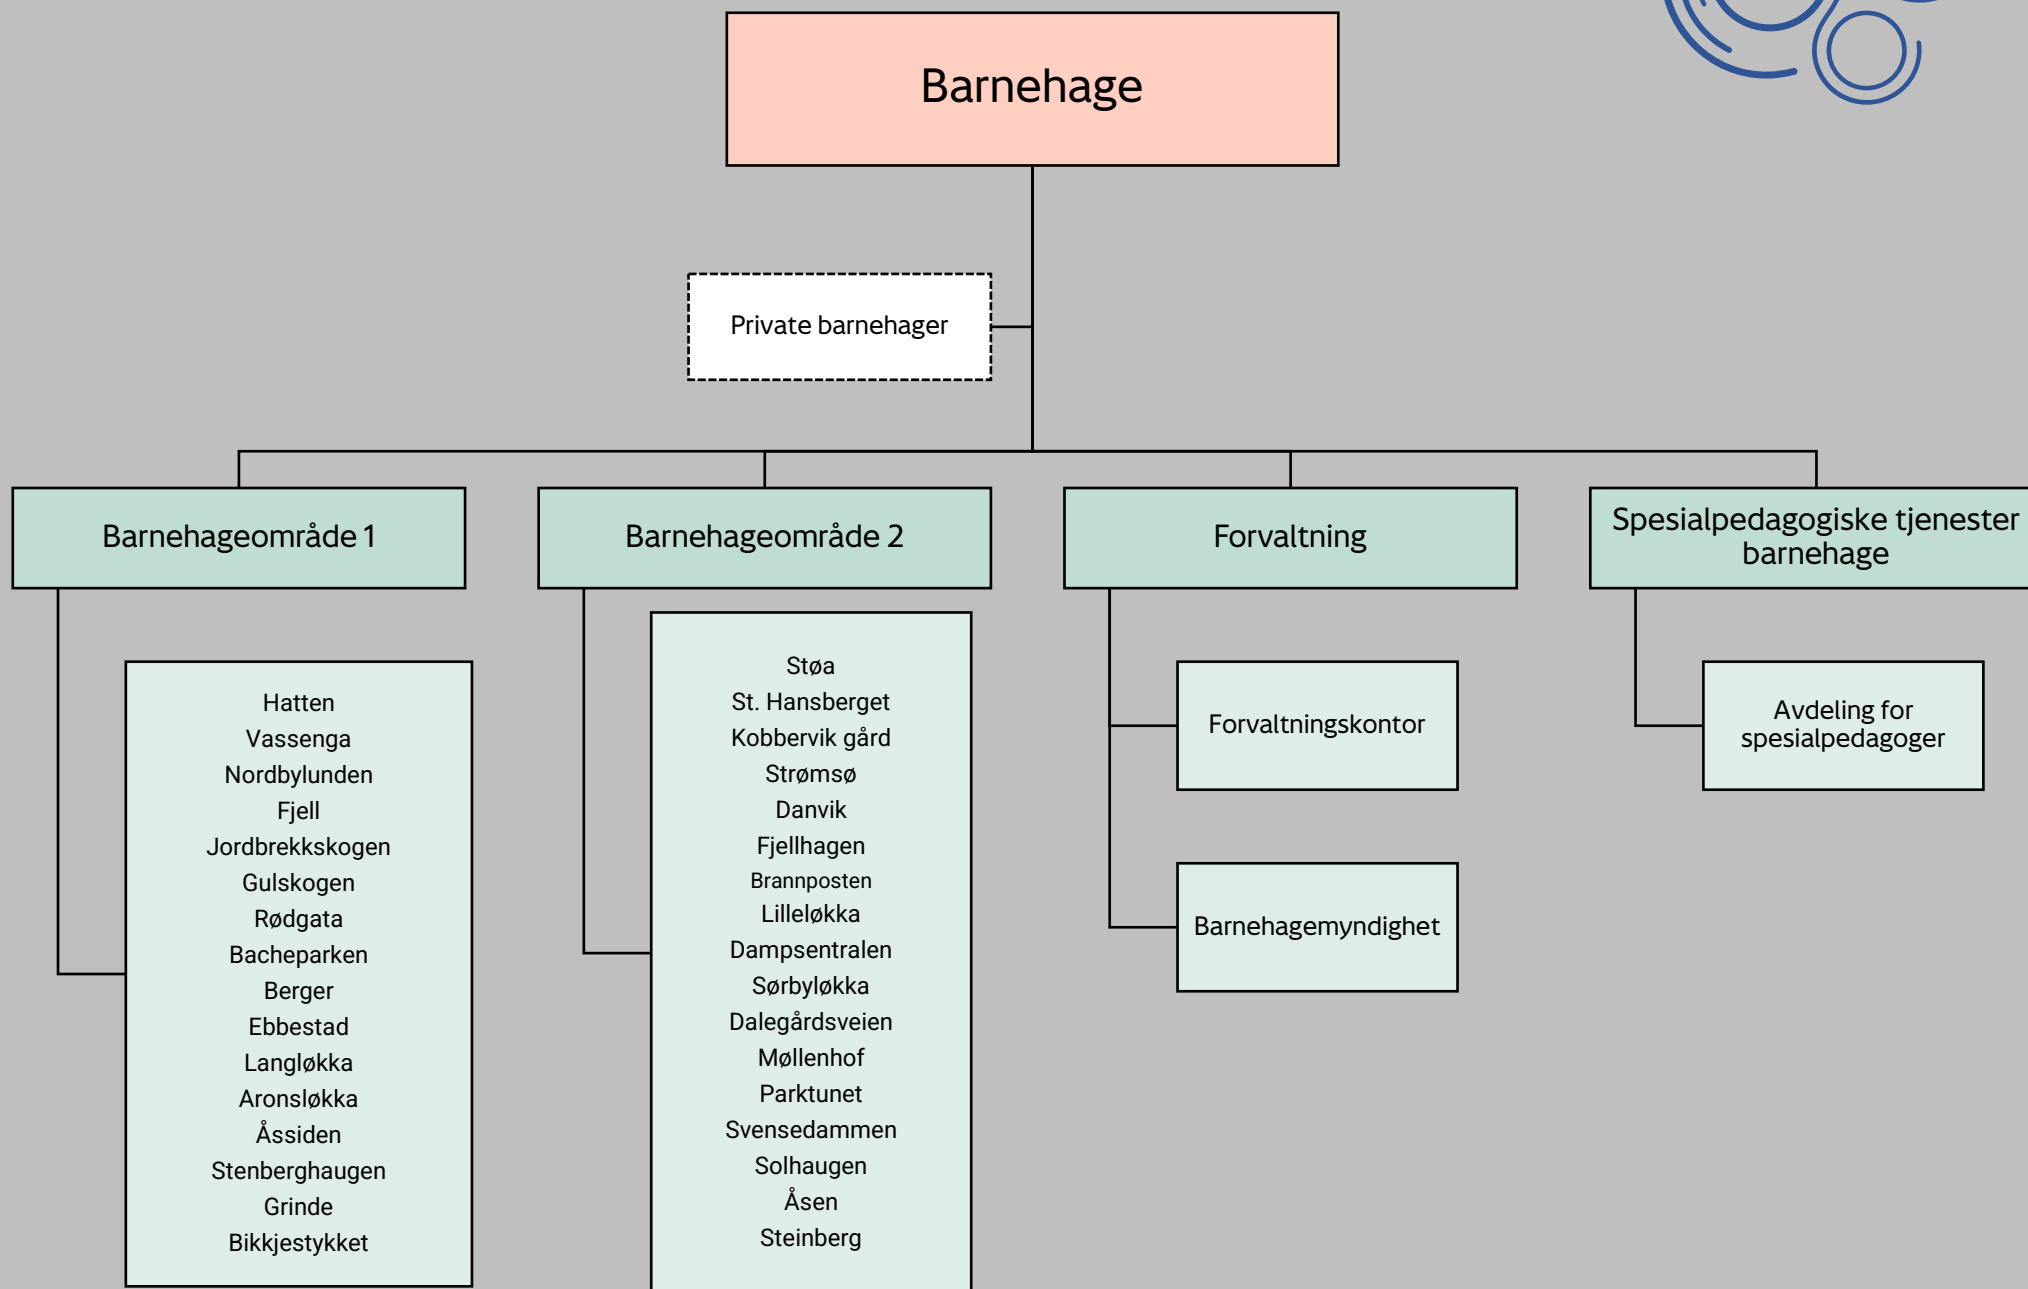 Barnehage
Private barnehager
Barnehageområde 1
Hatten
Vassenga
Nordbylunden
Fjell
Jordbrekkskogen
Gulskogen
Rødgata
Bacheparken
Berger
Ebbestad
Langløkka
Aronsløkka
Åssiden
Stenberghaugen
Grinde
Bikkjestykket
Barnehageområde 2
Støa
St. Hansberget
Kobbervik gård
Strømsø
Danvik
Fjellhagen
Brannposten
Lilleløkka
Dampsentralen
Sørbyløkka
Dalegårdsveien
Møllenhof
Parktunet
Svensedammen
Solhaugen
Åsen
Steinberg
Forvaltning
Forvaltningskontor
Barnehagemyndighet
Spesialpedagogiske tjenester
barnehage
Avdeling for
spesialpedagoger